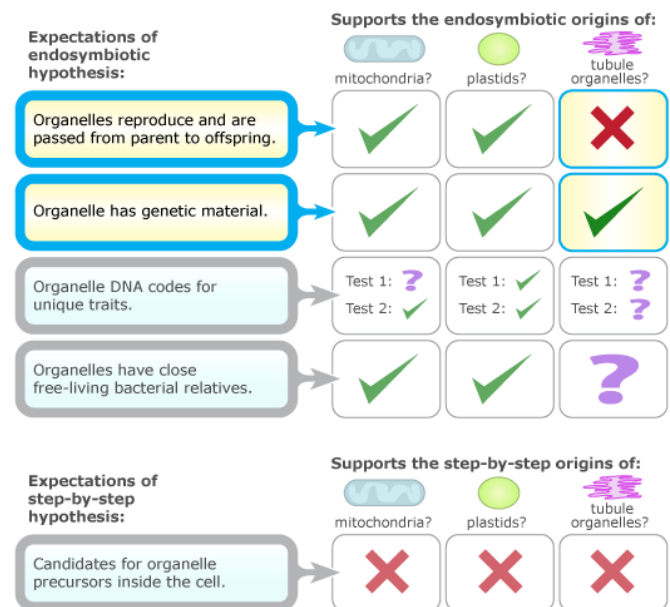 Supports the endosymbiotic origins of:
Expectations of
endosymbiotic
hypothesis:
mitochondria?
plastids?
tubule
organelles?
Organelles reproduce and are
passed from parent to offspring.
Organelle has genetic material.
Organelle DNA codes for
unique traits.
Test 1: ?
Test 2:
Test 1:
Test 2:
Test 1: ?
Test 2: ?
Organelles have close
free-living bacterial relatives.
?
Supports the step-by-step origins of:
Expectations of
step-by-step
hypothesis:
mitochondria?
plastids?
tubule
organelles?
Candidates for organelle
precursors inside the cell.